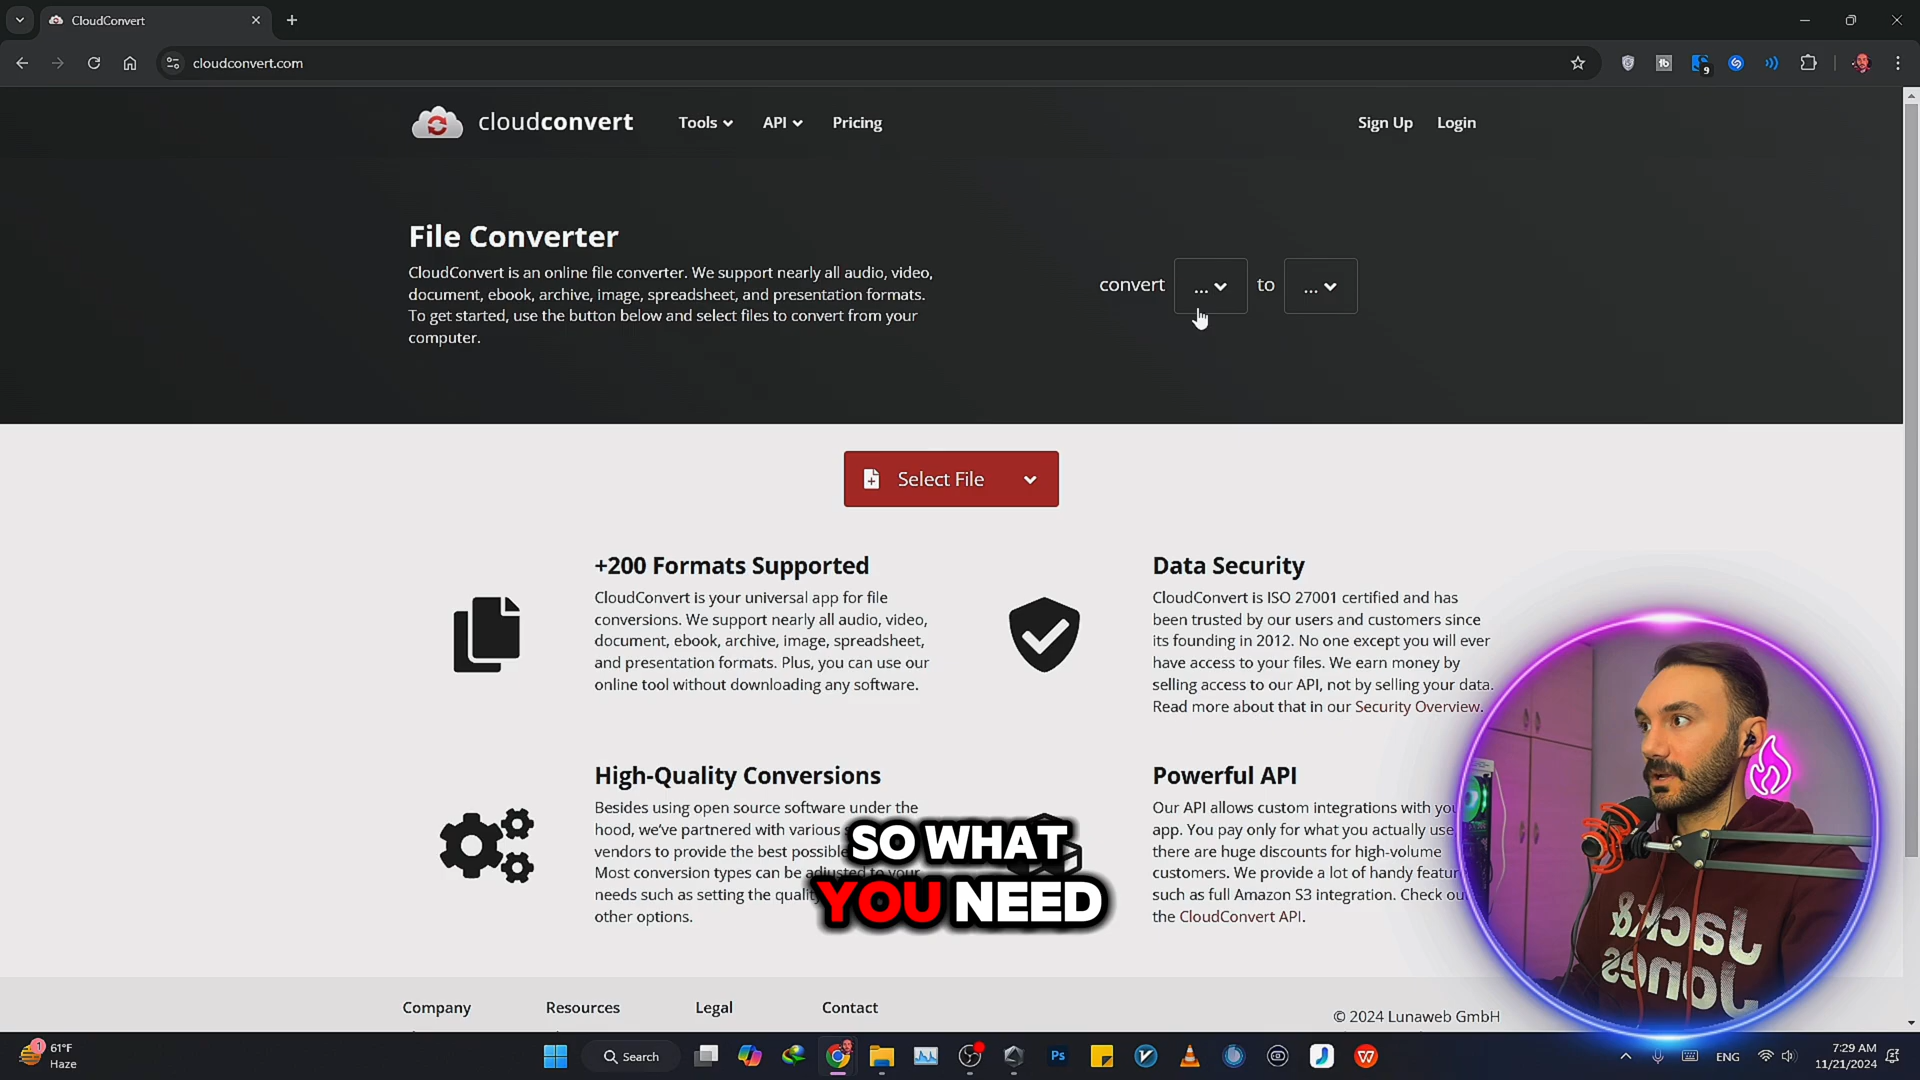 CloudConvert
cloudconvert.com
9
cloudconvert
Tools
API
Pricing
Sign Up
Login
File Converter
CloudConvert is an online file converter. We support nearly all audio, video,
document, ebook, archive, image, spreadsheet, and presentation formats.
To get started, use the button below and select files to convert from your
computer.
convert ... to ...
Select File
+200 Formats Supported
CloudConvert is your universal app for file
conversions. We support nearly all audio, video,
document, ebook, archive, image, spreadsheet,
and presentation formats. Plus, you can use our
online tool without downloading any software.
Data Security
CloudConvert is ISO 27001 certified and has
been trusted by our users and customers since
its founding in 2012. No one except you will ever
have access to your files. We earn money by
selling access to our API, not by selling your data.
Read more about that in our Security Overview.
High-Quality Conversions
Besides using open source software under the
hood, we've partnered with various
vendors to provide the best possible
Most conversion types can be adjusted to your
needs such as setting the quality
other options.
Powerful API
Our API allows custom integrations with
app. You pay only for what you actually use
there are huge discounts for high-volume
customers. We provide a lot of handy
such as full Amazon S3 integration. Check
the CloudConvert API.
SO WHAT
YOU NEED
Jack&
Jones
Company
Resources
Legal
Contact
© 2024 Lunaweb GmbH
1
61°F
Haze
Search
Ps
ENG
7:29 AM
11/21/2024